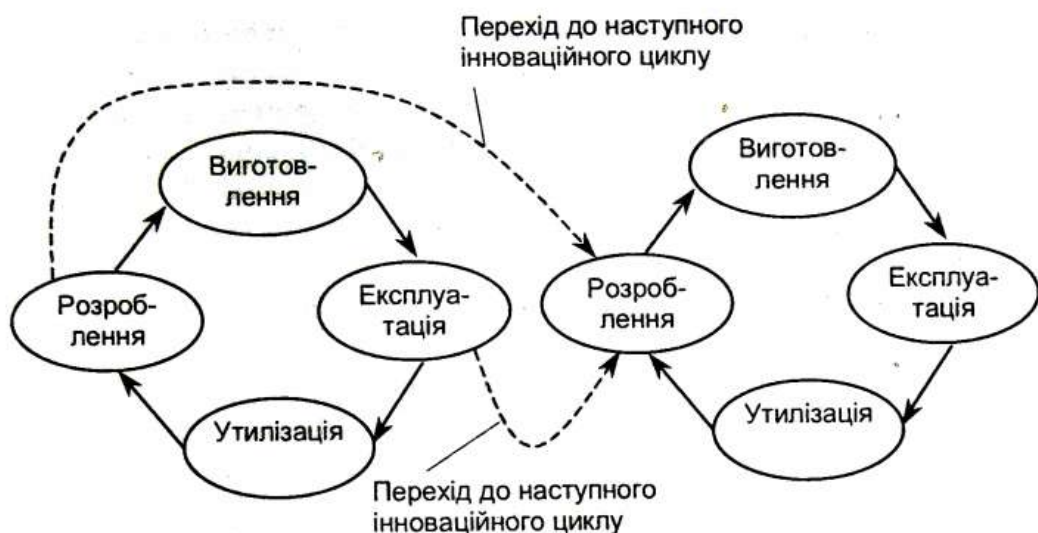 Перехід до наступного
інноваційного циклу
Виготов-
лення
Розроб-
лення
Експлуа-
тація
Утилізація
Виготов-
лення
Розроб-
лення
Експлуа-
тація
Утилізація
Перехід до наступного
інноваційного циклу